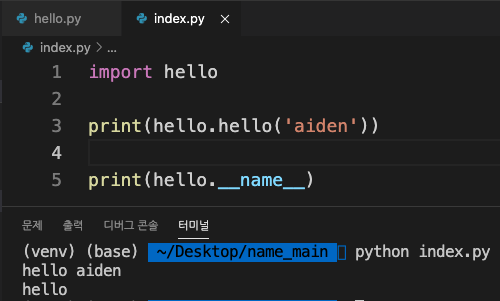 hello.py index.py ×
index.py > ...
1 import hello
2
3 print(hello.hello('aiden'))
4
5 print(hello.__name__)
문제 출력 디버그 콘솔 터미널
(venv) (base) ~/Desktop/name_main python index.py
hello aiden
hello